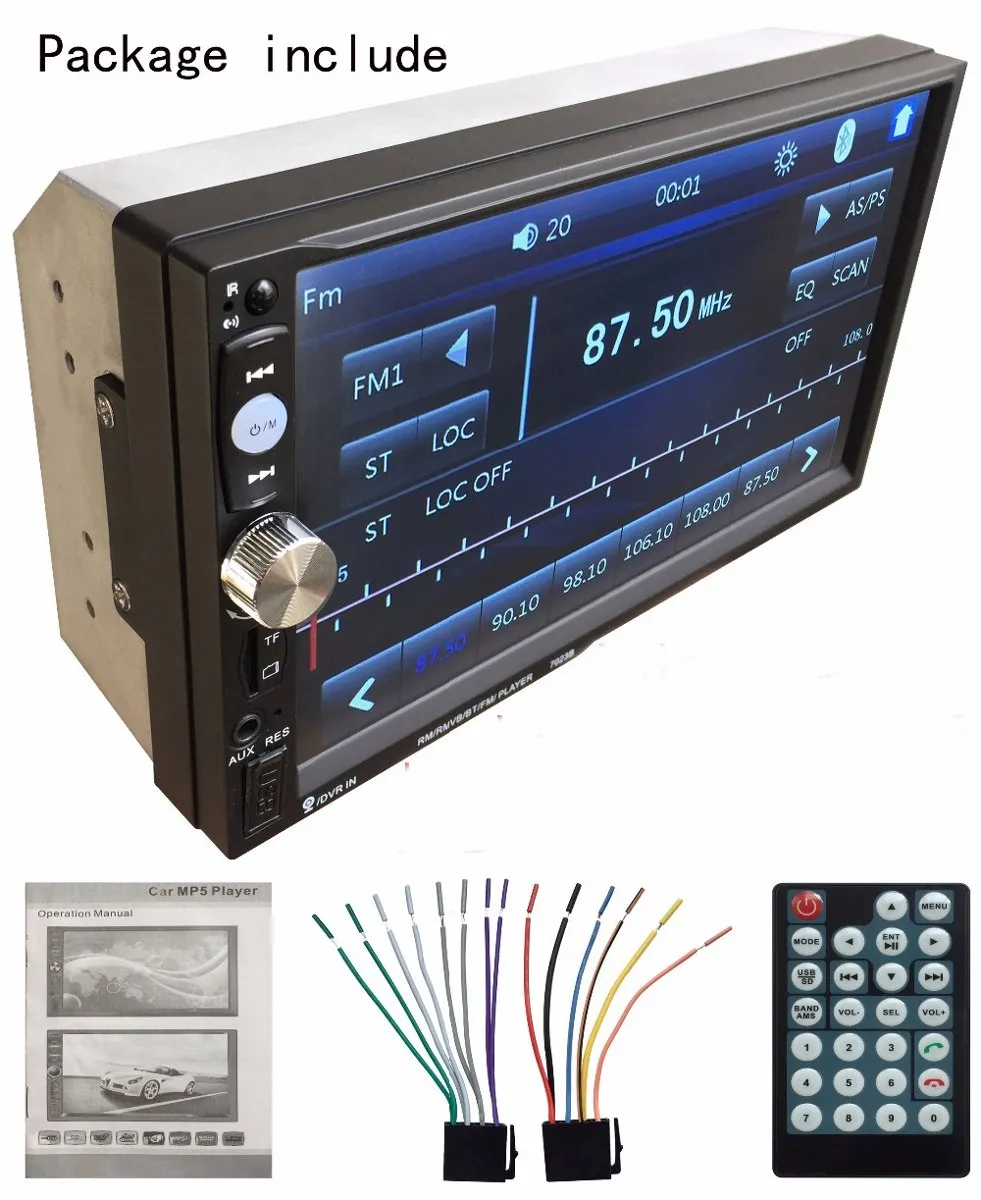 Package include
00:01
20
Fm
AS/PS
EQ SCAN
87.50 MHz
FM1
ST LOC
OFF
108.0
ST LOC OFF
5
87.50 90.10 98.10 106.10 108.00 87.50
IR
⏻/M
TF
AUX RES
/DVR IN
RM/RMVB/BT/FM/PLAYER
7023B
Car MP5 Player
Operation Manual
MENU
MODE
ENT
USB
SD
BAND
AMS
VOL-
SEL
VOL+
1 2 3
4 5 6
7 8 9 0